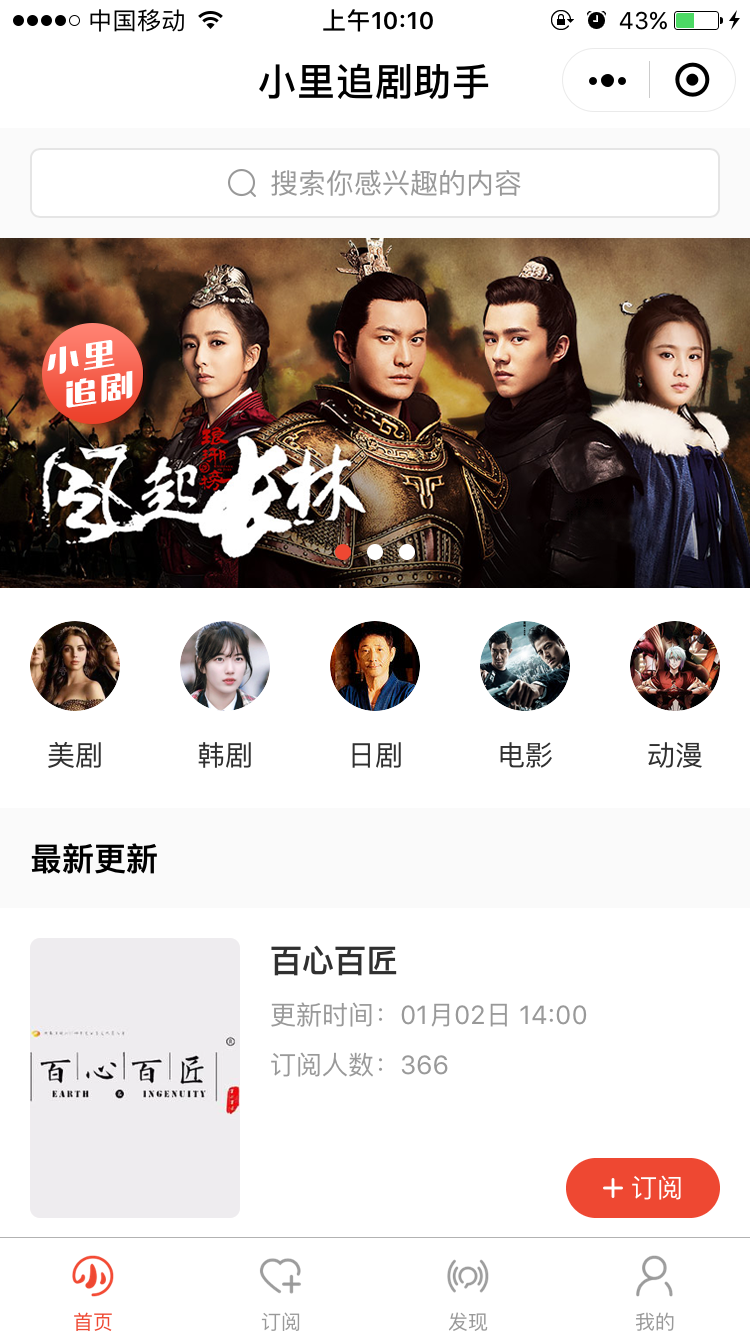 中国移动
上午10:10
43%
小里追剧助手
搜索你感兴趣的内容
小里
追剧
琅琊榜
风起长林
美剧
韩剧
日剧
电影
动漫
最新更新
百心百匠
更新时间：01月02日 14:00
订阅人数：366
百心百匠
EARTH & INGENUITY
+ 订阅
首页
订阅
发现
我的